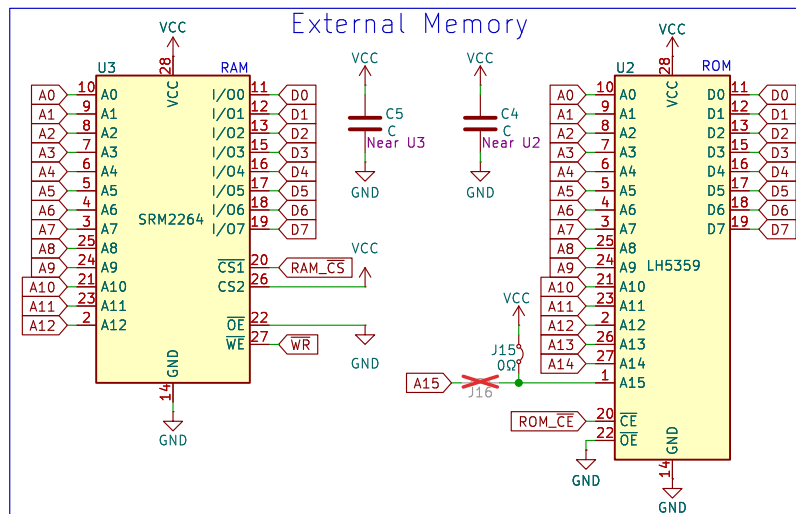 External Memory
VCC
U3
RAM
28
VCC
A0 10 A0 I/O0 11 D0
A1 9 A1 I/O1 12 D1
A2 8 A2 I/O2 13 D2
A3 7 A3 I/O3 15 D3
A4 6 A4 I/O4 16 D4
A5 5 A5 I/O5 17 D5
A6 4 A6 I/O6 18 D6
A7 3 A7 I/O7 19 D7
SRM2264
A8 25 A8
A9 24 A9 CS1 20 RAM_CS
A10 21 A10 CS2 26 VCC
A11 23 A11
A12 2 A12 OE 22 GND
WE 27 WR
GND
14
GND
VCC
C5
C
Near U3
GND
VCC
C4
C
Near U2
GND
VCC
U2
ROM
28
VCC
A0 10 A0 D0 11 D0
A1 9 A1 D1 12 D1
A2 8 A2 D2 13 D2
A3 7 A3 D3 15 D3
A4 6 A4 D4 16 D4
A5 5 A5 D5 17 D5
A6 4 A6 D6 18 D6
A7 3 A7 D7 19 D7
A8 25 A8
A9 24 A9
LH5359
A10 21 A10
A11 23 A11
A12 2 A12
A13 26 A13
A14 27 A14
VCC
J15
0Ω
A15 1 A15
J16
ROM_CE 20 CE
22 OE
GND
GND
14
GND